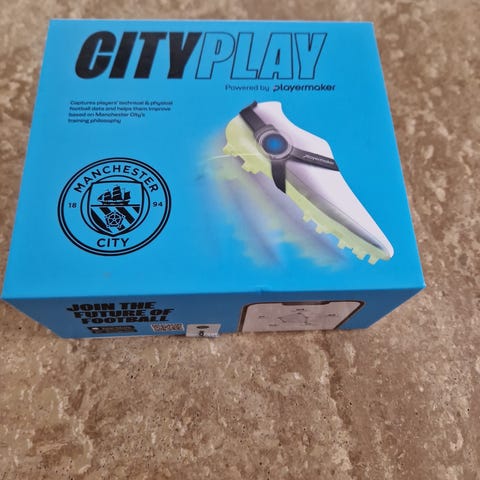 CITYPLAY
Powered by playermaker
Captures players' technical & physical
football data and helps them improve
based on Manchester City's
training philosophy
playermaker
MANCHESTER
18 94
CITY
JOIN THE
FUTURE OF
FOOTBALL